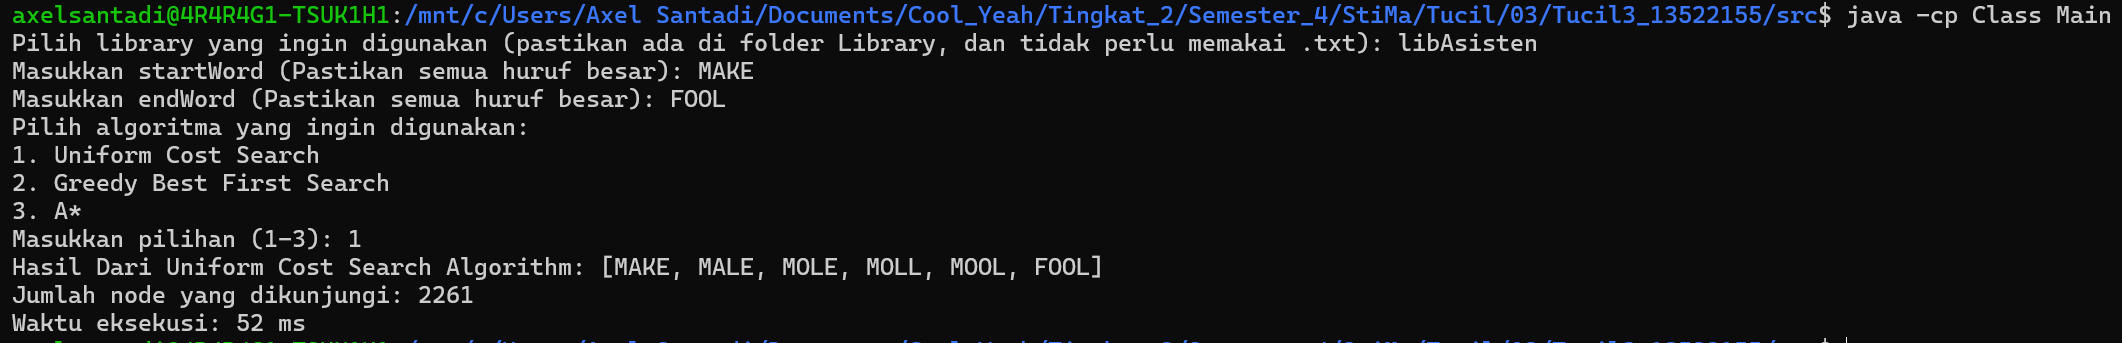 axelsantadi@4R4R4G1-TSUK1H1:/mnt/c/Users/Axel Santadi/Documents/Cool_Yeah/Tingkat_2/Semester_4/StiMa/Tucil/03/Tucil3_13522155/src$ java -cp Class Main
Pilih library yang ingin digunakan (pastikan ada di folder Library, dan tidak perlu memakai .txt): libAsisten
Masukkan startWord (Pastikan semua huruf besar): MAKE
Masukkan endWord (Pastikan semua huruf besar): FOOL
Pilih algoritma yang ingin digunakan:
1. Uniform Cost Search
2. Greedy Best First Search
3. A*
Masukkan pilihan (1-3): 1
Hasil Dari Uniform Cost Search Algorithm: [MAKE, MALE, MOLE, MOLL, MOOL, FOOL]
Jumlah node yang dikunjungi: 2261
Waktu eksekusi: 52 ms